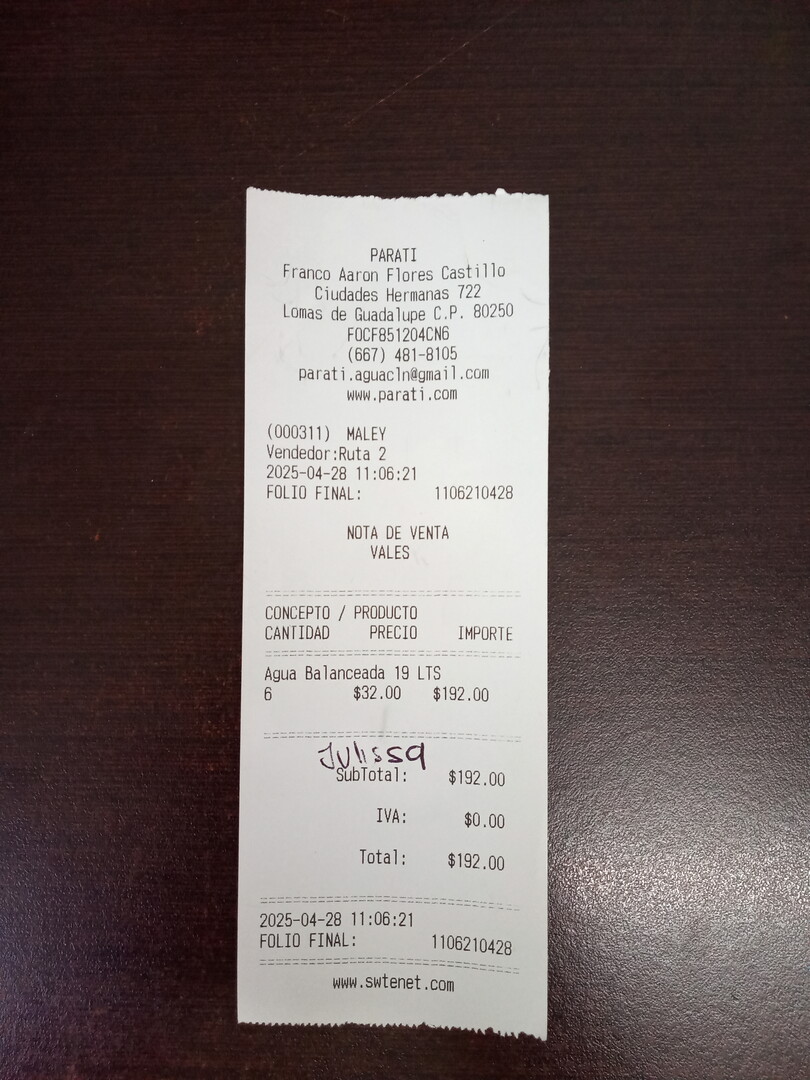 PARATI
Franco Aaron Flores Castillo
Ciudades Hermanas 722
Lomas de Guadalupe C.P. 80250
FOCF851204CN6
(667) 481-8105
parati.aguacln@gmail.com
www.parati.com
(000311) MALEY
Vendedor:Ruta 2
2025-04-28 11:06:21
FOLIO FINAL: 1106210428
NOTA DE VENTA
VALES
CONCEPTO / PRODUCTO
CANTIDAD PRECIO IMPORTE
Agua Balanceada 19 LTS
6 $32.00 $192.00
Julissa
SubTotal: $192.00
IVA: $0.00
Total: $192.00
2025-04-28 11:06:21
FOLIO FINAL: 1106210428
www.swtenet.com